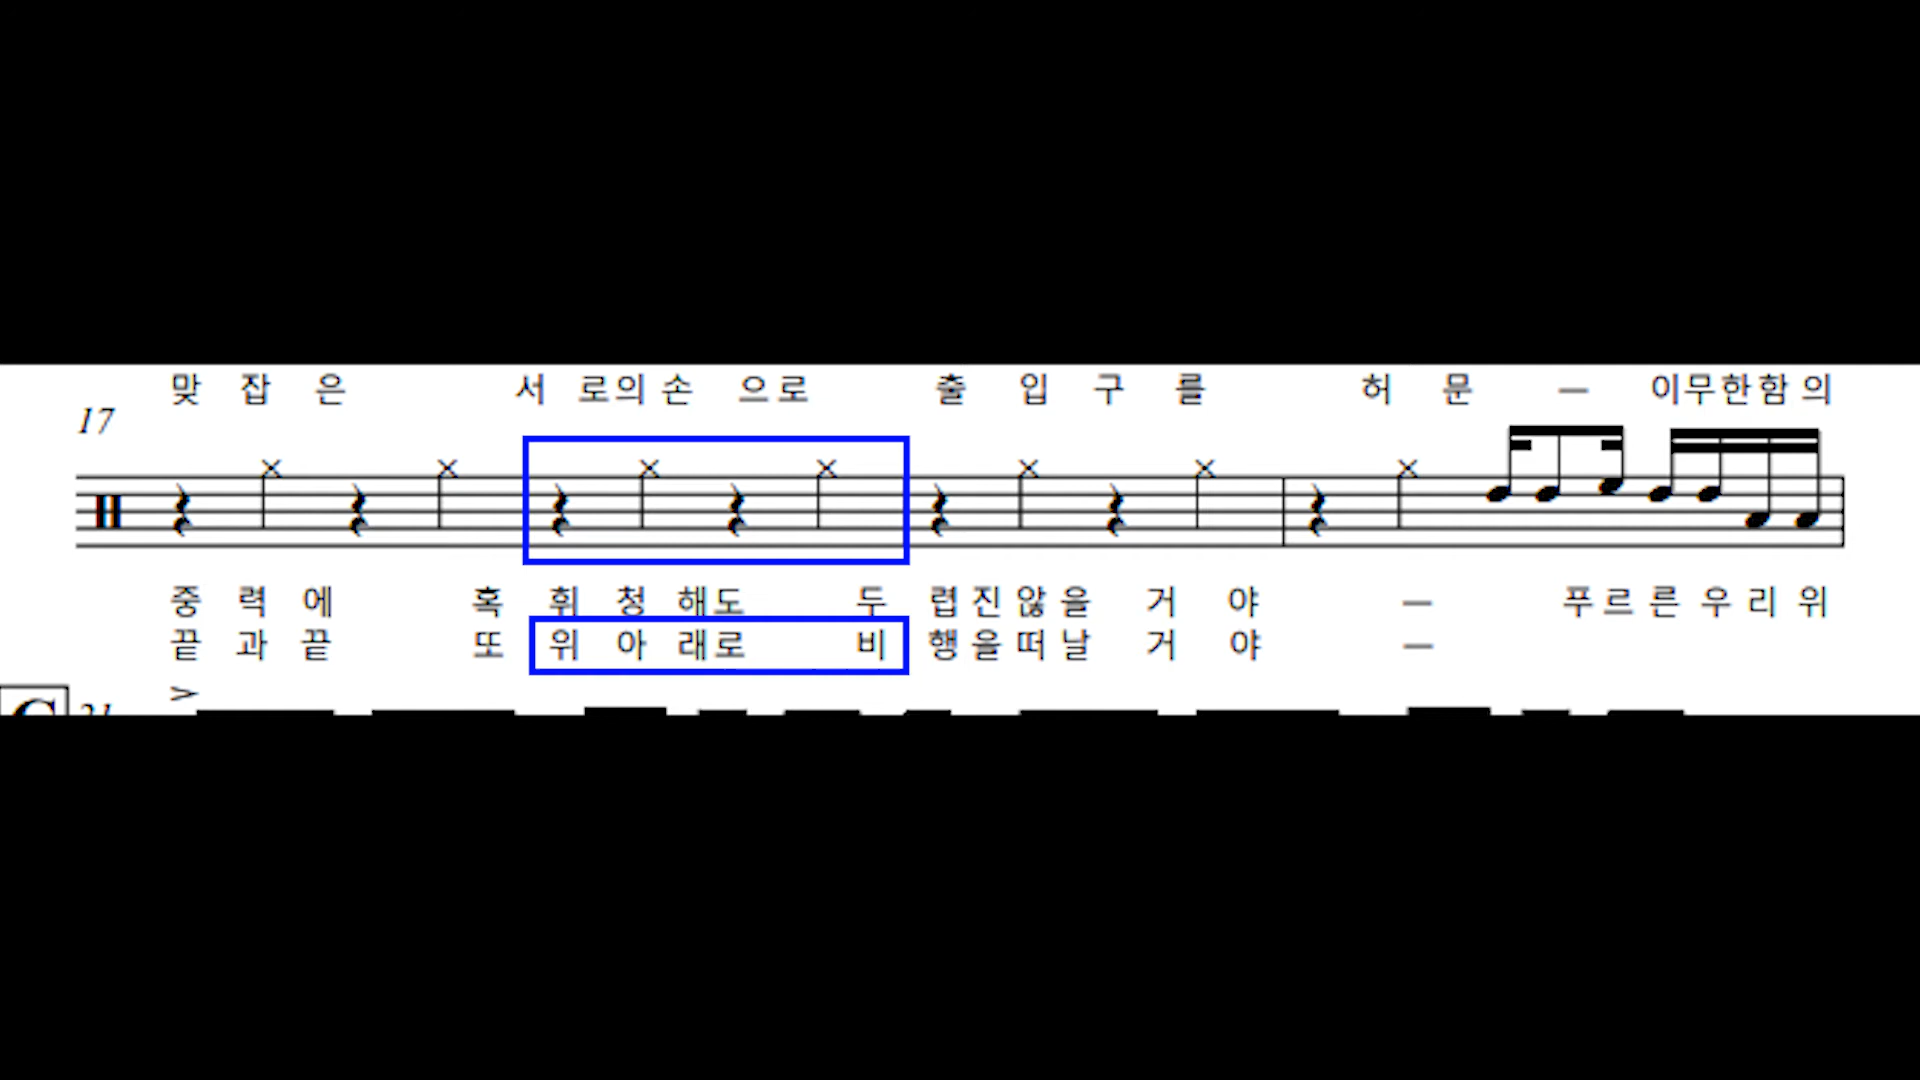 맞 잡 은 서 로의 손 으로 출 입 구 를 허 문 — 이무한함 의
17
중 력 에 혹 휘 청 해도 두 렵 진 않 을 거 야 — 푸 르 른 우 리 위
끝 과 끝 또 위 아 래로 비 행 을 떠 날 거 야 —